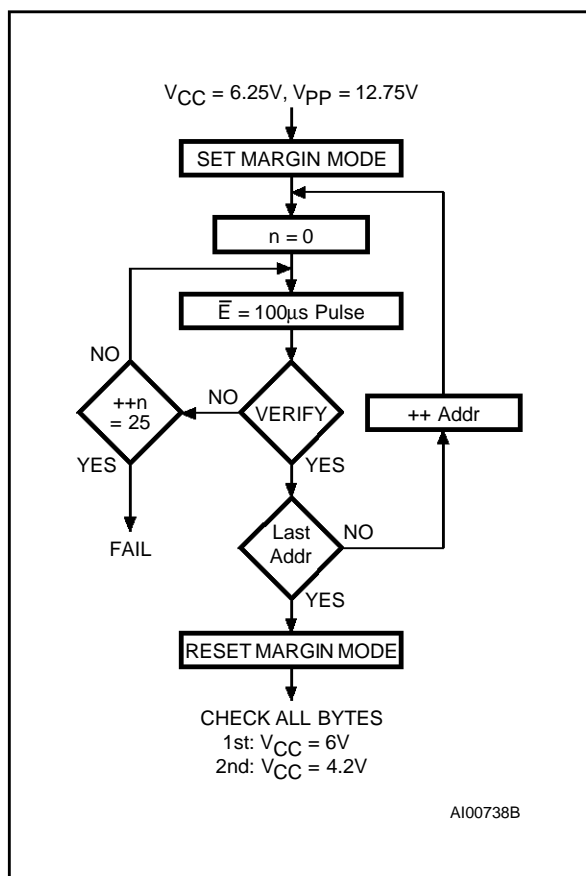 VCC = 6.25V, VPP = 12.75V
SET MARGIN MODE
n = 0
E̅ = 100µs Pulse
NO
++n
= 25
NO
VERIFY
++ Addr
YES
YES
FAIL
Last
Addr
NO
YES
RESET MARGIN MODE
CHECK ALL BYTES
1st: VCC = 6V
2nd: VCC = 4.2V
AI00738B